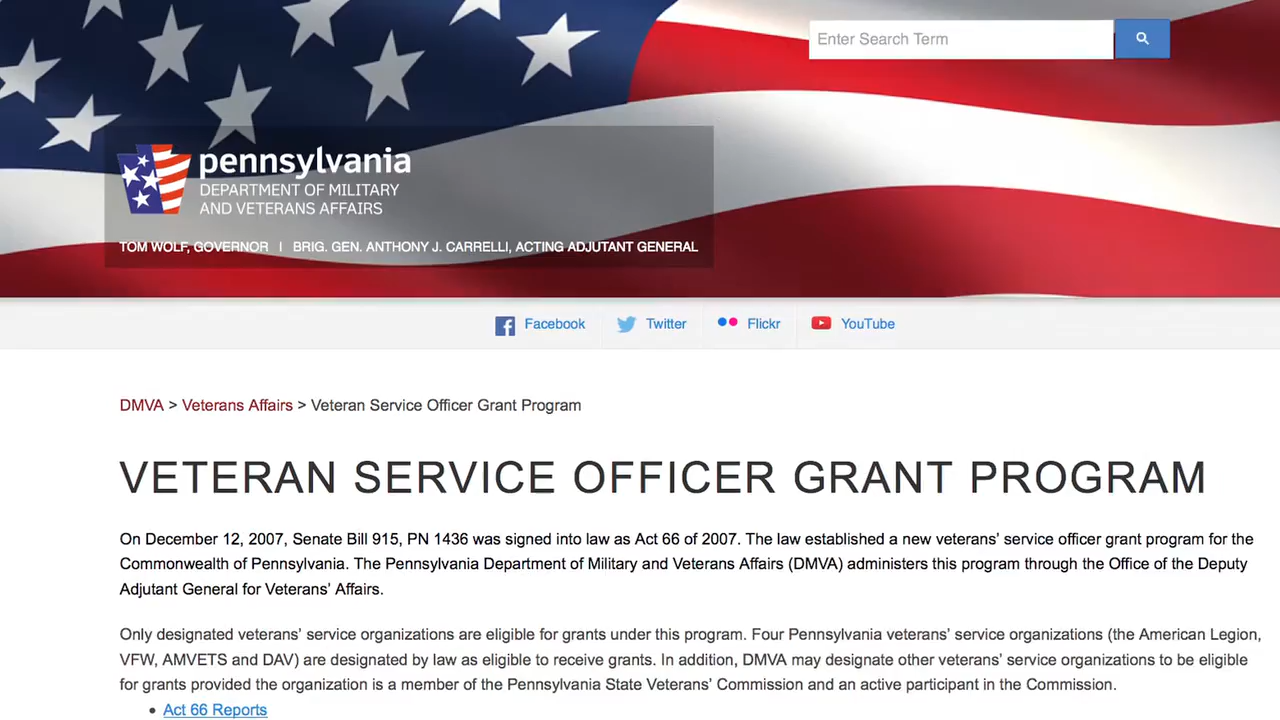 Enter Search Term
pennsylvania
DEPARTMENT OF MILITARY
AND VETERANS AFFAIRS
TOM WOLF, GOVERNOR | BRIG. GEN. ANTHONY J. CARRELLI, ACTING ADJUTANT GENERAL
Facebook Twitter Flickr YouTube
DMVA > Veterans Affairs > Veteran Service Officer Grant Program
VETERAN SERVICE OFFICER GRANT PROGRAM
On December 12, 2007, Senate Bill 915, PN 1436 was signed into law as Act 66 of 2007. The law established a new veterans’ service officer grant program for the
Commonwealth of Pennsylvania. The Pennsylvania Department of Military and Veterans Affairs (DMVA) administers this program through the Office of the Deputy
Adjutant General for Veterans’ Affairs.
Only designated veterans’ service organizations are eligible for grants under this program. Four Pennsylvania veterans’ service organizations (the American Legion,
VFW, AMVETS and DAV) are designated by law as eligible to receive grants. In addition, DMVA may designate other veterans’ service organizations to be eligible
for grants provided the organization is a member of the Pennsylvania State Veterans’ Commission and an active participant in the Commission.
• Act 66 Reports